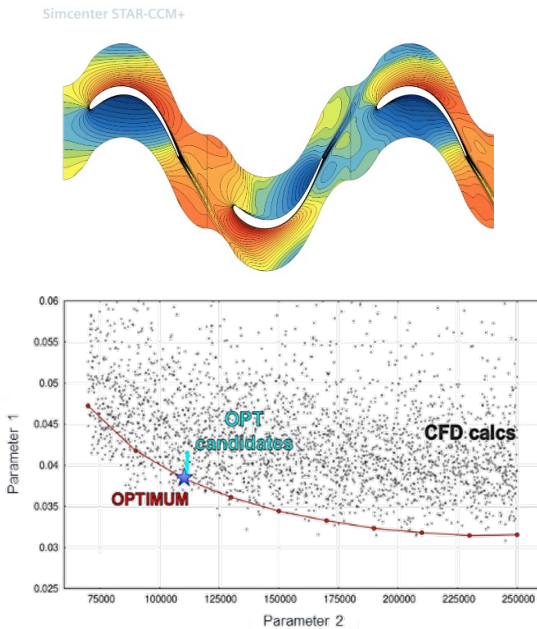 Simcenter STAR-CCM+
0.06
0.055
0.05
0.045
0.04
0.035
0.03
0.025
Parameter 1
OPT
candidates
CFD calcs
OPTIMUM
75000 100000 125000 150000 175000 200000 225000 250000
Parameter 2